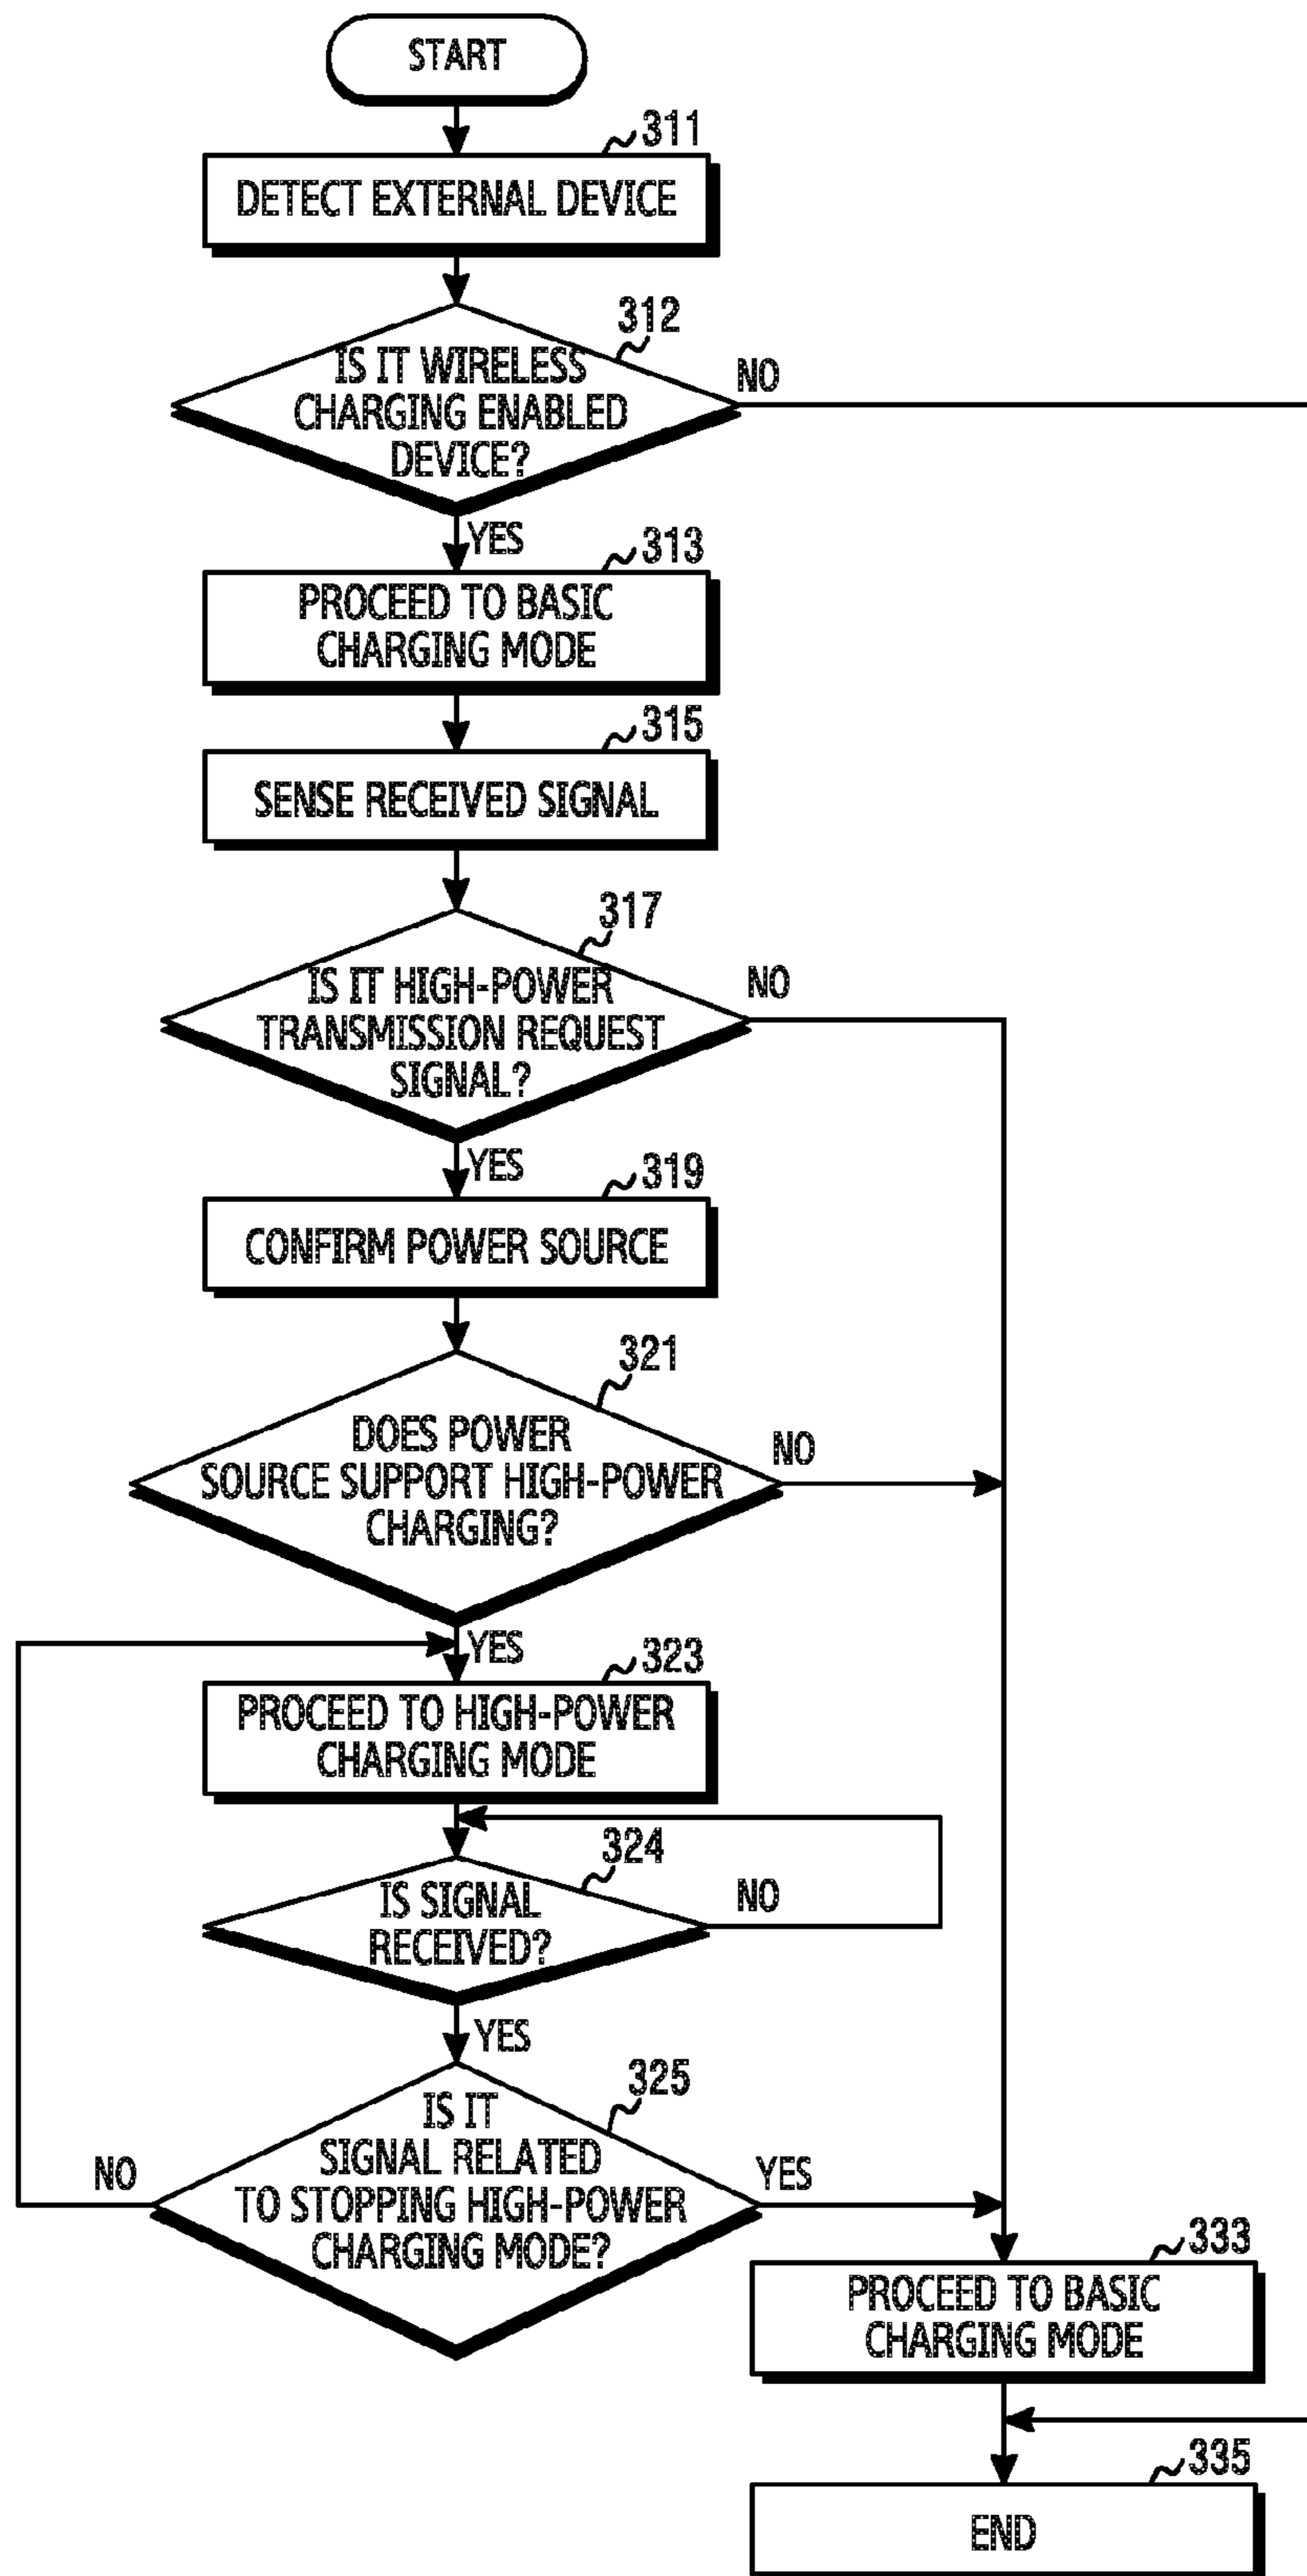 START
311
DETECT EXTERNAL DEVICE
312
IS IT WIRELESS
CHARGING ENABLED
DEVICE?
NO
YES
313
PROCEED TO BASIC
CHARGING MODE
315
SENSE RECEIVED SIGNAL
317
IS IT HIGH-POWER
TRANSMISSION REQUEST
SIGNAL?
NO
YES
319
CONFIRM POWER SOURCE
321
DOES POWER
SOURCE SUPPORT HIGH-POWER
CHARGING?
NO
YES
323
PROCEED TO HIGH-POWER
CHARGING MODE
324
IS SIGNAL
RECEIVED?
NO
YES
325
IS IT
SIGNAL RELATED
TO STOPPING HIGH-POWER
CHARGING MODE?
NO
YES
333
PROCEED TO BASIC
CHARGING MODE
335
END